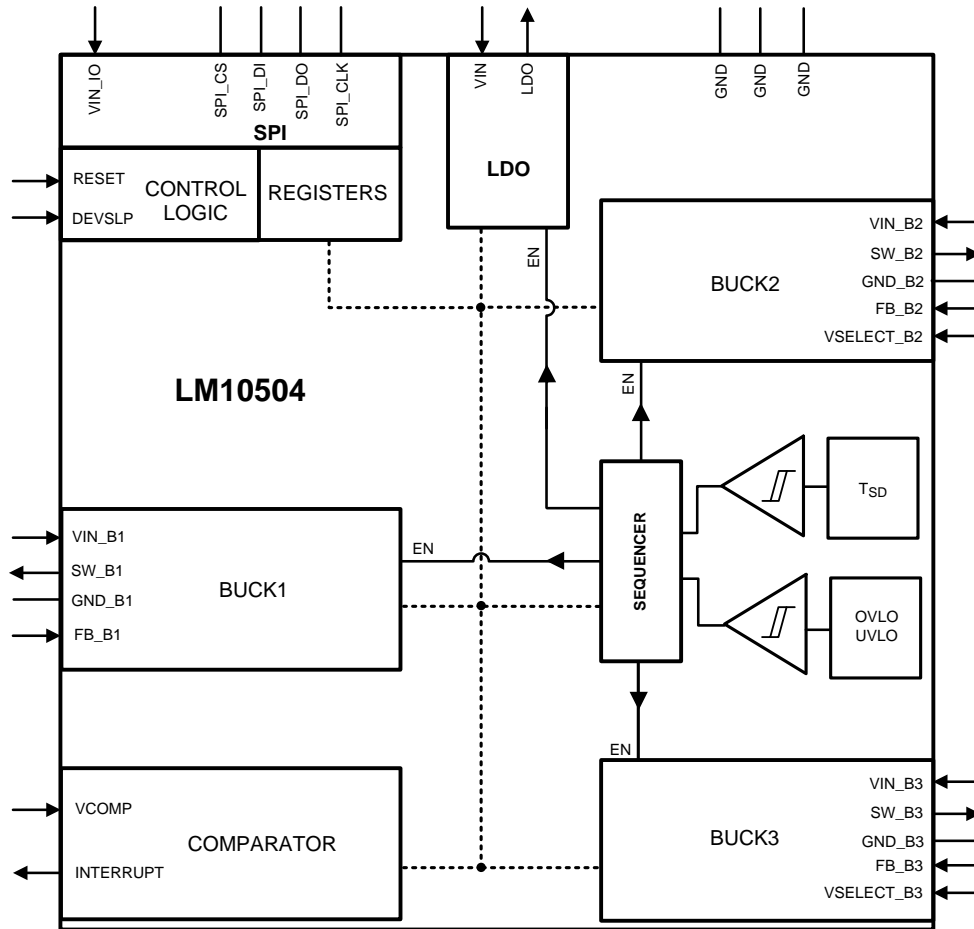 VIN_IO
SPI_CS
SPI_DI
SPI_DO
SPI_CLK
SPI
VIN
LDO
LDO
GND
GND
GND
RESET
DEVSLP
CONTROL
LOGIC
REGISTERS
EN
BUCK2
VIN_B2
SW_B2
GND_B2
FB_B2
VSELECT_B2
EN
LM10504
SEQUENCER
TSD
OVLO
UVLO
VIN_B1
SW_B1
GND_B1
FB_B1
BUCK1
EN
EN
VCOMP
INTERRUPT
COMPARATOR
BUCK3
VIN_B3
SW_B3
GND_B3
FB_B3
VSELECT_B3